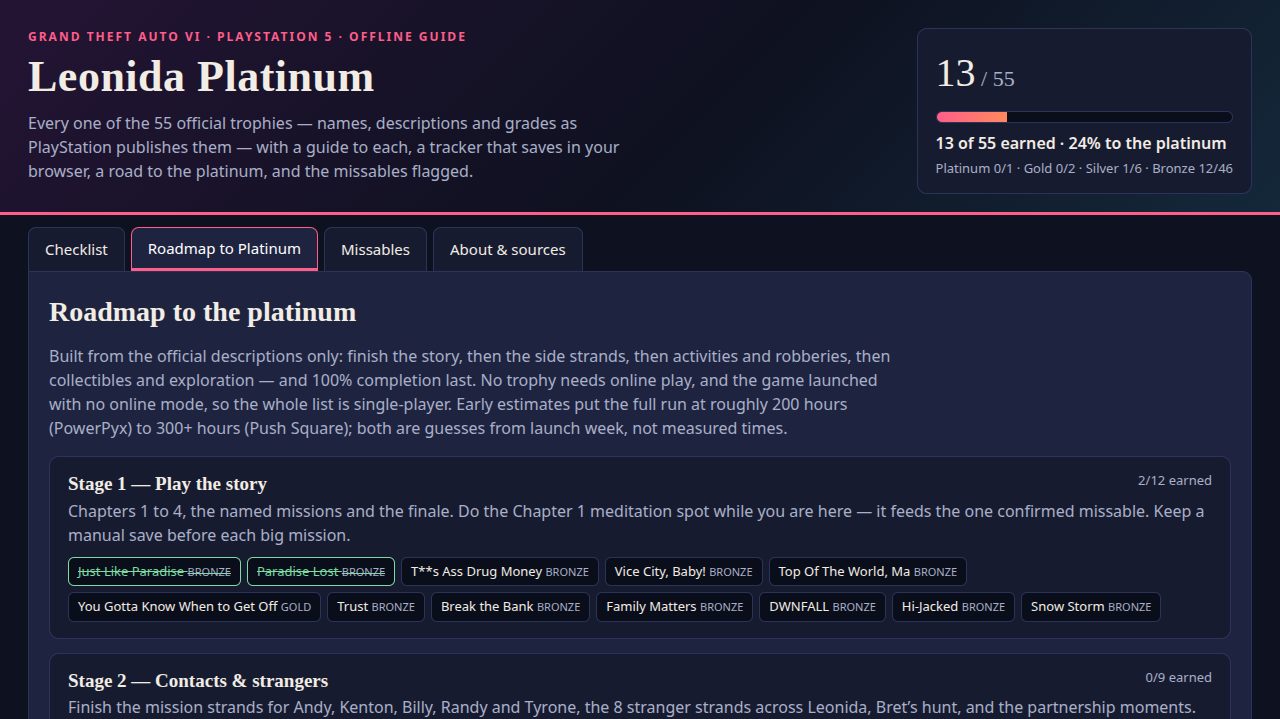 GRAND THEFT AUTO VI · PLAYSTATION 5 · OFFLINE GUIDE
Leonida Platinum
Every one of the 55 official trophies — names, descriptions and grades as
PlayStation publishes them — with a guide to each, a tracker that saves in your
browser, a road to the platinum, and the missables flagged.
13 / 55
13 of 55 earned · 24% to the platinum
Platinum 0/1 · Gold 0/2 · Silver 1/6 · Bronze 12/46
Checklist
Roadmap to Platinum
Missables
About & sources
Roadmap to the platinum
Built from the official descriptions only: finish the story, then the side strands, then activities and robberies, then
collectibles and exploration — and 100% completion last. No trophy needs online play, and the game launched
with no online mode, so the whole list is single-player. Early estimates put the full run at roughly 200 hours
(PowerPyx) to 300+ hours (Push Square); both are guesses from launch week, not measured times.
Stage 1 — Play the story
2/12 earned
Chapters 1 to 4, the named missions and the finale. Do the Chapter 1 meditation spot while you are here — it feeds the one confirmed missable. Keep a
manual save before each big mission.
Just Like Paradise BRONZE
Paradise Lost BRONZE
T**s Ass Drug Money BRONZE
Vice City, Baby! BRONZE
Top Of The World, Ma BRONZE
You Gotta Know When to Get Off GOLD
Trust BRONZE
Break the Bank BRONZE
Family Matters BRONZE
DWNFALL BRONZE
Hi-Jacked BRONZE
Snow Storm BRONZE
Stage 2 — Contacts & strangers
0/9 earned
Finish the mission strands for Andy, Kenton, Billy, Randy and Tyrone, the 8 stranger strands across Leonida, Bret's hunt, and the partnership moments.